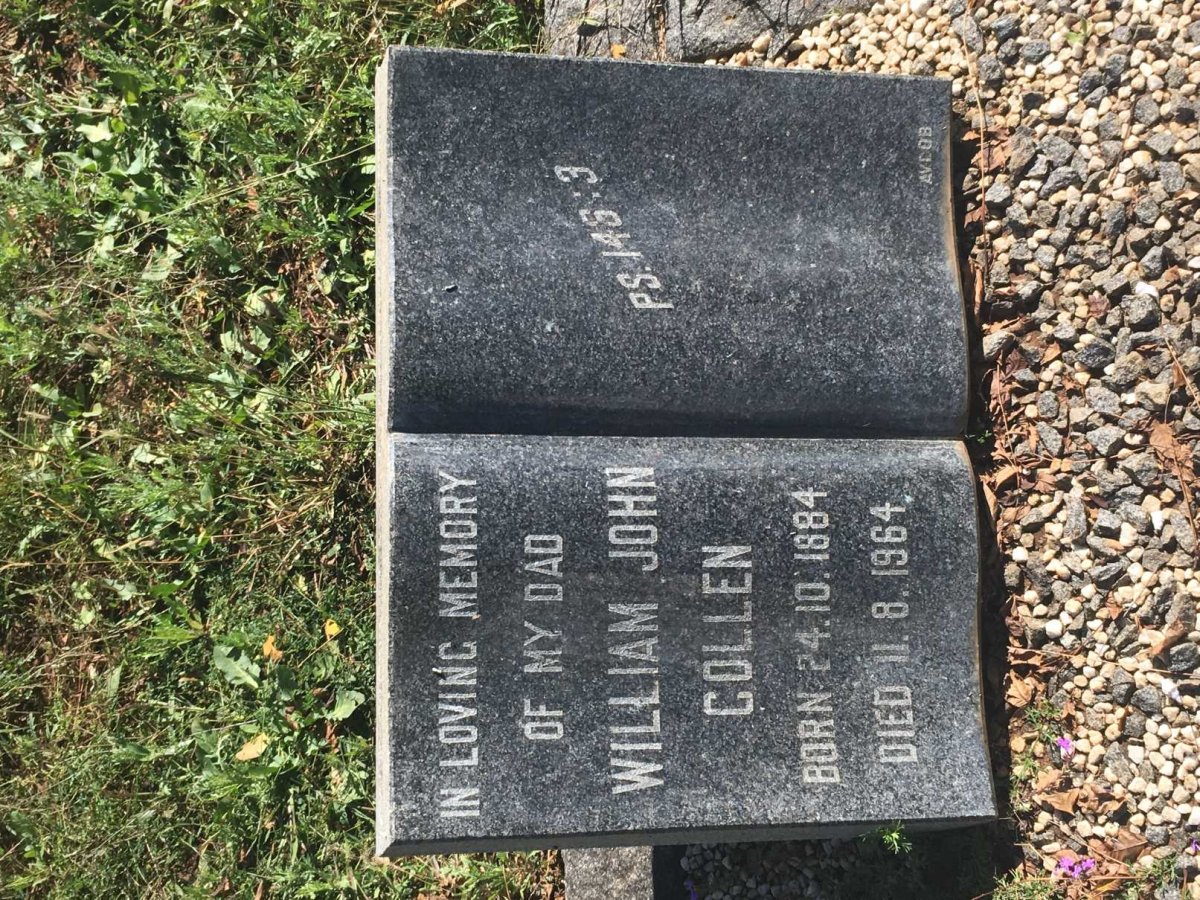 IN LOVING MEMORY
OF MY DAD
WILLIAM JOHN
COLLEN
BORN 24.10.1884
DIED 11.8.1964
PS.145-3
AVBOB